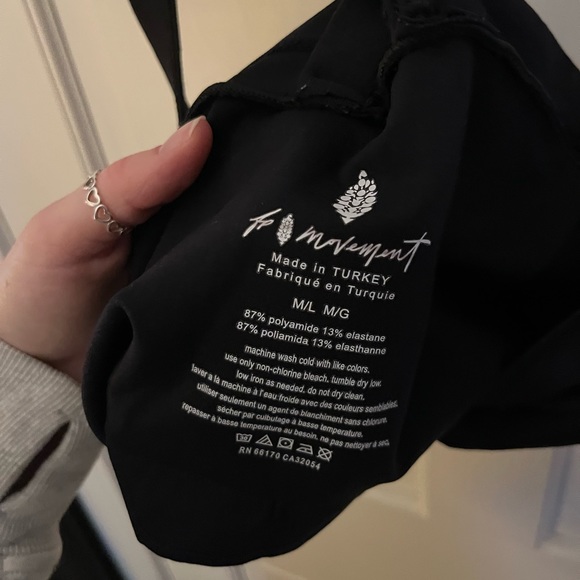 fp movement
Made in TURKEY
Fabriqué en Turquie
M/L M/G
87% polyamide 13% elastane
87% poliamida 13% elasthanne
machine wash cold with like colors.
use only non-chlorine bleach. tumble dry low.
low iron as needed. do not dry clean.
laver a la machine à l'eau froide avec des couleurs semblables.
utiliser seulement un agent de blanchiment sans chlorure.
sécher par culbutage à basse temperature.
repasser à basse temperature au besoin. ne pas nettoyer à sec.
RN 66170 CA32054